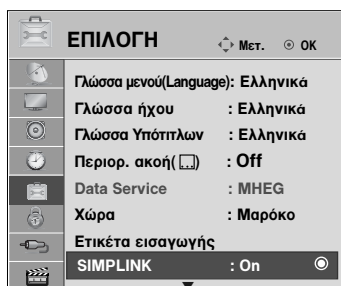 ΕΠΙΛΟΓΗ Μετ. OK
Γλώσσα μενού(Language): Ελληνικά
Γλώσσα ήχου : Ελληνικά
Γλώσσα Υπότιτλων : Ελληνικά
Περιορ. ακοή( ) : Off
Data Service : MHEG
Χώρα : Μαρόκο
Ετικέτα εισαγωγής
SIMPLINK : On